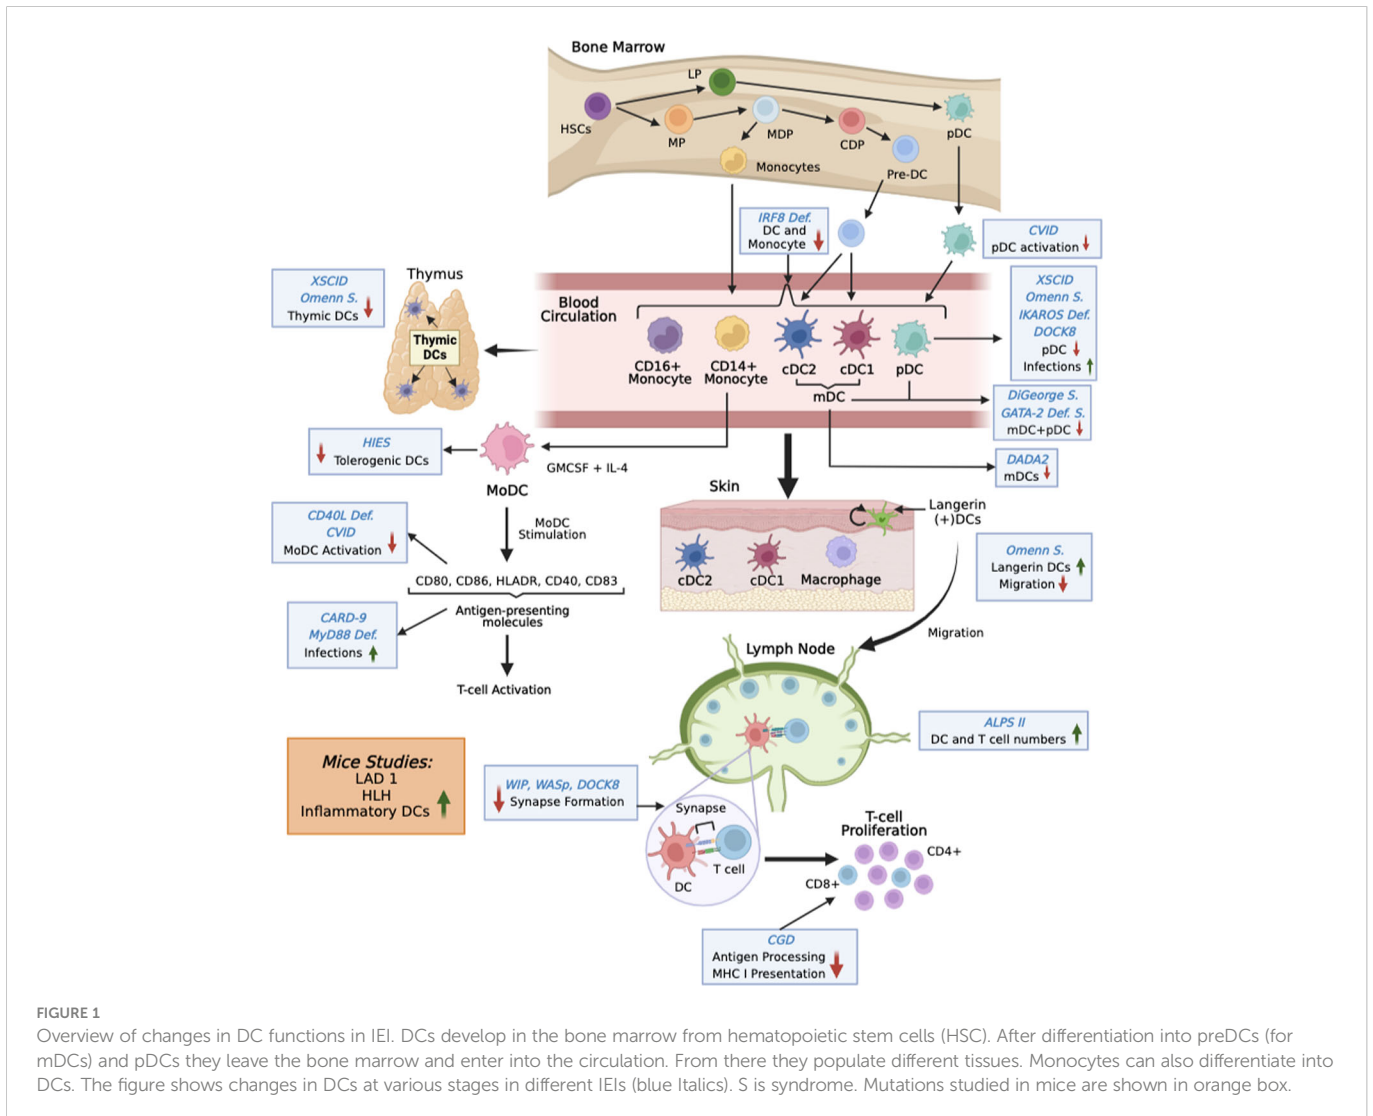 Bone Marrow
LP
HSCs
MP
MDP
CDP
pDC
Monocytes
Pre-DC
IRF8 Def.
DC and
Monocyte
CVID
pDC activation
XSCID
Omenn S.
Thymic DCs
Thymus
Thymic
DCs
Blood
Circulation
CD16+
Monocyte
CD14+
Monocyte
cDC2
cDC1
pDC
mDC
XSCID
Omenn S.
IKAROS Def.
DOCK8
pDC
Infections
DiGeorge S.
GATA-2 Def. S.
mDC+pDC
DADA2
mDCs
HIES
Tolerogenic DCs
MoDC
GMCSF + IL-4
MoDC
Stimulation
CD40L Def.
CVID
MoDC Activation
CD80, CD86, HLADR, CD40, CD83
Antigen-presenting
molecules
CARD-9
MyD88 Def.
Infections
T-cell Activation
Skin
Langerin
(+)DCs
cDC2
cDC1
Macrophage
Omenn S.
Langerin DCs
Migration
Migration
Lymph Node
ALPS II
DC and T cell numbers
Mice Studies:
LAD 1
HLH
Inflammatory DCs
WIP, WASp, DOCK8
Synapse Formation
Synapse
DC
T cell
T-cell
Proliferation
CD4+
CD8+
CGD
Antigen Processing
MHC I Presentation
FIGURE 1
Overview of changes in DC functions in IEI. DCs develop in the bone marrow from hematopoietic stem cells (HSC). After differentiation into preDCs (for
mDCs) and pDCs they leave the bone marrow and enter into the circulation. From there they populate different tissues. Monocytes can also differentiate into
DCs. The figure shows changes in DCs at various stages in different IEIs (blue Italics). S is syndrome. Mutations studied in mice are shown in orange box.